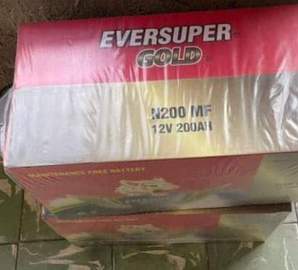 EVERSUPER
GOLD
N200 MF
12V 200AH
MAINTENANCE FREE BATTERY